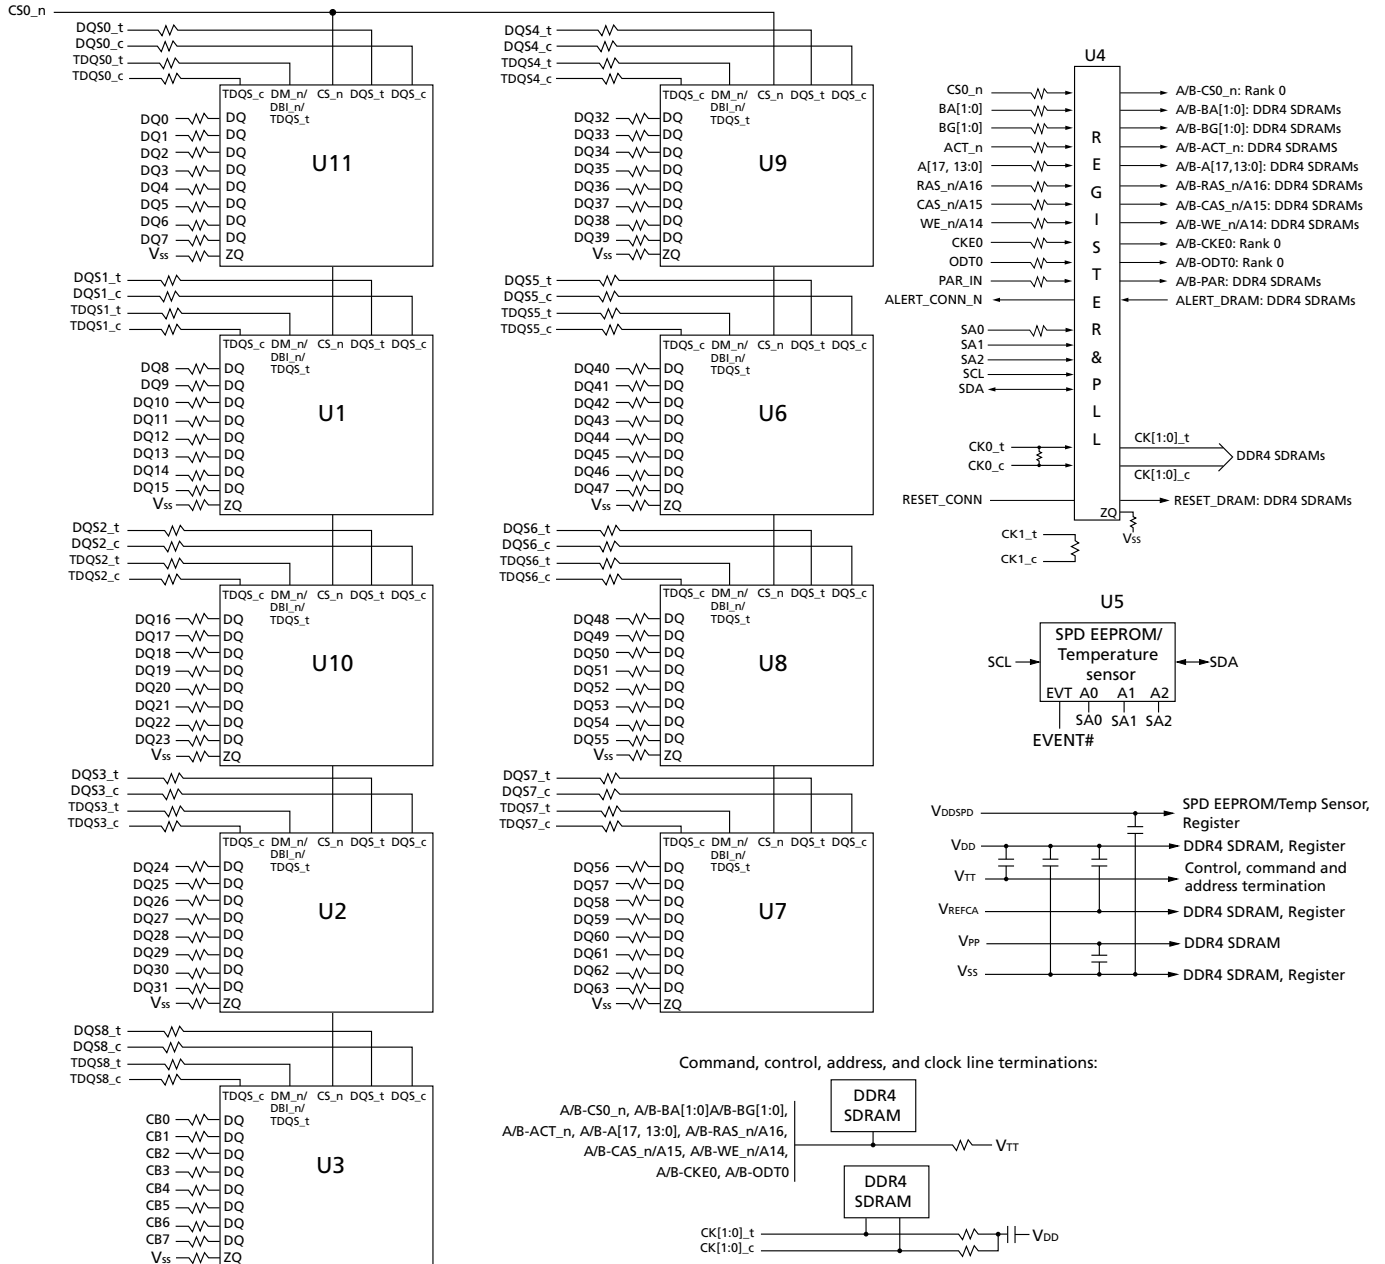 CS0_n
DQS0_t
DQS0_c
TDQS0_t
TDQS0_c
TDQS_c DM_n/ CS_n DQS_t DQS_c
DBI_n/
TDQS_t
DQ0 DQ
DQ1 DQ
DQ2 DQ
DQ3 DQ
DQ4 DQ
DQ5 DQ
DQ6 DQ
DQ7 DQ
Vss ZQ
U11
DQS1_t
DQS1_c
TDQS1_t
TDQS1_c
TDQS_c DM_n/ CS_n DQS_t DQS_c
DBI_n/
TDQS_t
DQ8 DQ
DQ9 DQ
DQ10 DQ
DQ11 DQ
DQ12 DQ
DQ13 DQ
DQ14 DQ
DQ15 DQ
Vss ZQ
U1
DQS2_t
DQS2_c
TDQS2_t
TDQS2_c
TDQS_c DM_n/ CS_n DQS_t DQS_c
DBI_n/
TDQS_t
DQ16 DQ
DQ17 DQ
DQ18 DQ
DQ19 DQ
DQ20 DQ
DQ21 DQ
DQ22 DQ
DQ23 DQ
Vss ZQ
U10
DQS3_t
DQS3_c
TDQS3_t
TDQS3_c
TDQS_c DM_n/ CS_n DQS_t DQS_c
DBI_n/
TDQS_t
DQ24 DQ
DQ25 DQ
DQ26 DQ
DQ27 DQ
DQ28 DQ
DQ29 DQ
DQ30 DQ
DQ31 DQ
Vss ZQ
U2
DQS8_t
DQS8_c
TDQS8_t
TDQS8_c
TDQS_c DM_n/ CS_n DQS_t DQS_c
DBI_n/
TDQS_t
CB0 DQ
CB1 DQ
CB2 DQ
CB3 DQ
CB4 DQ
CB5 DQ
CB6 DQ
CB7 DQ
Vss ZQ
U3
DQS4_t
DQS4_c
TDQS4_t
TDQS4_c
TDQS_c DM_n/ CS_n DQS_t DQS_c
DBI_n/
TDQS_t
DQ32 DQ
DQ33 DQ
DQ34 DQ
DQ35 DQ
DQ36 DQ
DQ37 DQ
DQ38 DQ
DQ39 DQ
Vss ZQ
U9
DQS5_t
DQS5_c
TDQS5_t
TDQS5_c
TDQS_c DM_n/ CS_n DQS_t DQS_c
DBI_n/
TDQS_t
DQ40 DQ
DQ41 DQ
DQ42 DQ
DQ43 DQ
DQ44 DQ
DQ45 DQ
DQ46 DQ
DQ47 DQ
Vss ZQ
U6
DQS6_t
DQS6_c
TDQS6_t
TDQS6_c
TDQS_c DM_n/ CS_n DQS_t DQS_c
DBI_n/
TDQS_t
DQ48 DQ
DQ49 DQ
DQ50 DQ
DQ51 DQ
DQ52 DQ
DQ53 DQ
DQ54 DQ
DQ55 DQ
Vss ZQ
U8
DQS7_t
DQS7_c
TDQS7_t
TDQS7_c
TDQS_c DM_n/ CS_n DQS_t DQS_c
DBI_n/
TDQS_t
DQ56 DQ
DQ57 DQ
DQ58 DQ
DQ59 DQ
DQ60 DQ
DQ61 DQ
DQ62 DQ
DQ63 DQ
Vss ZQ
U7
U4
REGISTER & PLL
CS0_n A/B-CS0_n: Rank 0
BA[1:0] A/B-BA[1:0]: DDR4 SDRAMs
BG[1:0] A/B-BG[1:0]: DDR4 SDRAMs
ACT_n A/B-ACT_n: DDR4 SDRAMS
A[17, 13:0] A/B-A[17,13:0]: DDR4 SDRAMs
RAS_n/A16 A/B-RAS_n/A16: DDR4 SDRAMs
CAS_n/A15 A/B-CAS_n/A15: DDR4 SDRAMs
WE_n/A14 A/B-WE_n/A14: DDR4 SDRAMs
CKE0 A/B-CKE0: Rank 0
ODT0 A/B-ODT0: Rank 0
PAR_IN A/B-PAR: DDR4 SDRAMs
ALERT_CONN_N ALERT_DRAM: DDR4 SDRAMs
SA0
SA1
SA2
SCL
SDA
CK0_t CK[1:0]_t
DDR4 SDRAMs
CK0_c CK[1:0]_c
RESET_CONN RESET_DRAM: DDR4 SDRAMs
ZQ
Vss
CK1_t
CK1_c
U5
SPD EEPROM/
Temperature
sensor
SCL SDA
EVT A0 A1 A2
SA0 SA1 SA2
EVENT#
VDDSPD SPD EEPROM/Temp Sensor,
Register
VDD DDR4 SDRAM, Register
VTT Control, command and
address termination
VREFCA DDR4 SDRAM, Register
VPP DDR4 SDRAM
Vss DDR4 SDRAM, Register
Command, control, address, and clock line terminations:
DDR4
SDRAM
A/B-CS0_n, A/B-BA[1:0]A/B-BG[1:0],
A/B-ACT_n, A/B-A[17, 13:0], A/B-RAS_n/A16,
A/B-CAS_n/A15, A/B-WE_n/A14,
A/B-CKE0, A/B-ODT0
VTT
DDR4
SDRAM
CK[1:0]_t
CK[1:0]_c
VDD